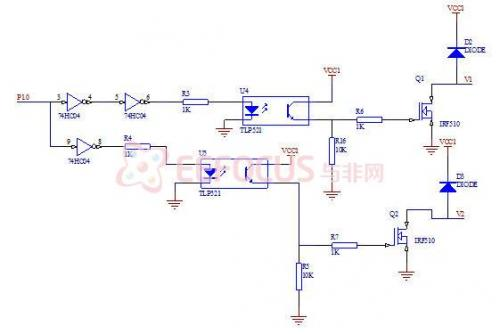 VCC1
D2
DIODE
V1
VCC1
Q1
IRF510
P1.0
3
4
5
6
74HC04
74HC04
R3
1K
U4
TLP521
R6
1K
R16
10K
9
8
74HC04
R4
1K
U5
TLP521
VCC1
VCC1
D3
DIODE
V2
Q2
IRF510
R7
1K
R5
10K
EEFOCUS 与非网